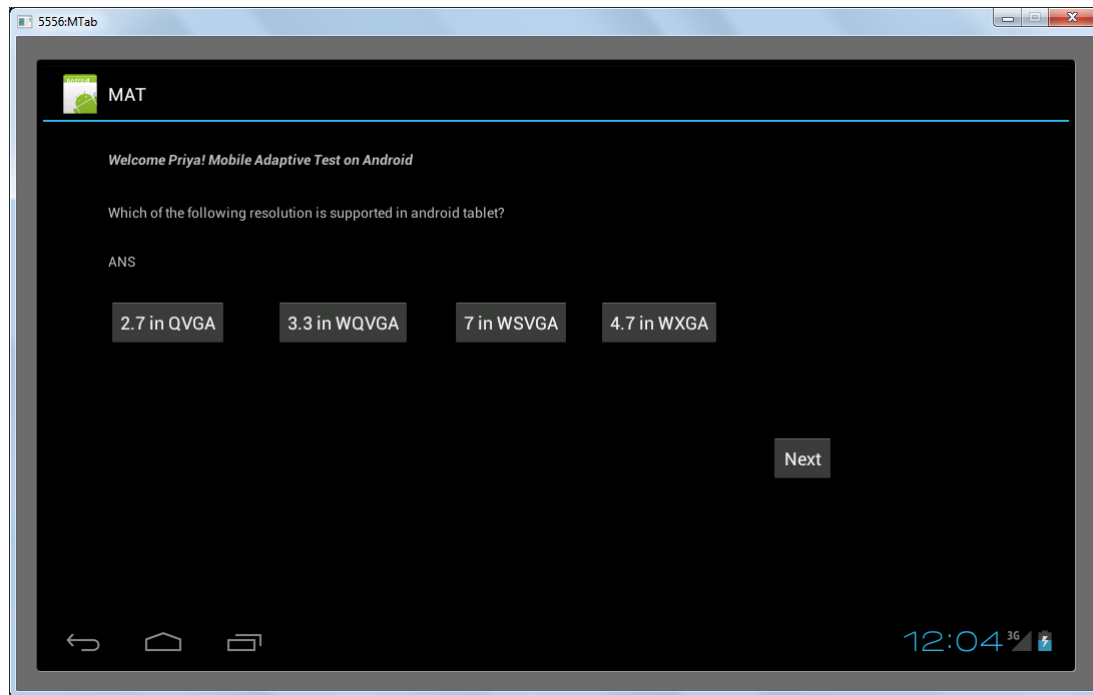 5556:MTab
Android
MAT
Welcome Priya! Mobile Adaptive Test on Android
Which of the following resolution is supported in android tablet?
ANS
2.7 in QVGA 3.3 in WQVGA 7 in WSVGA 4.7 in WXGA
Next
12:04 3G